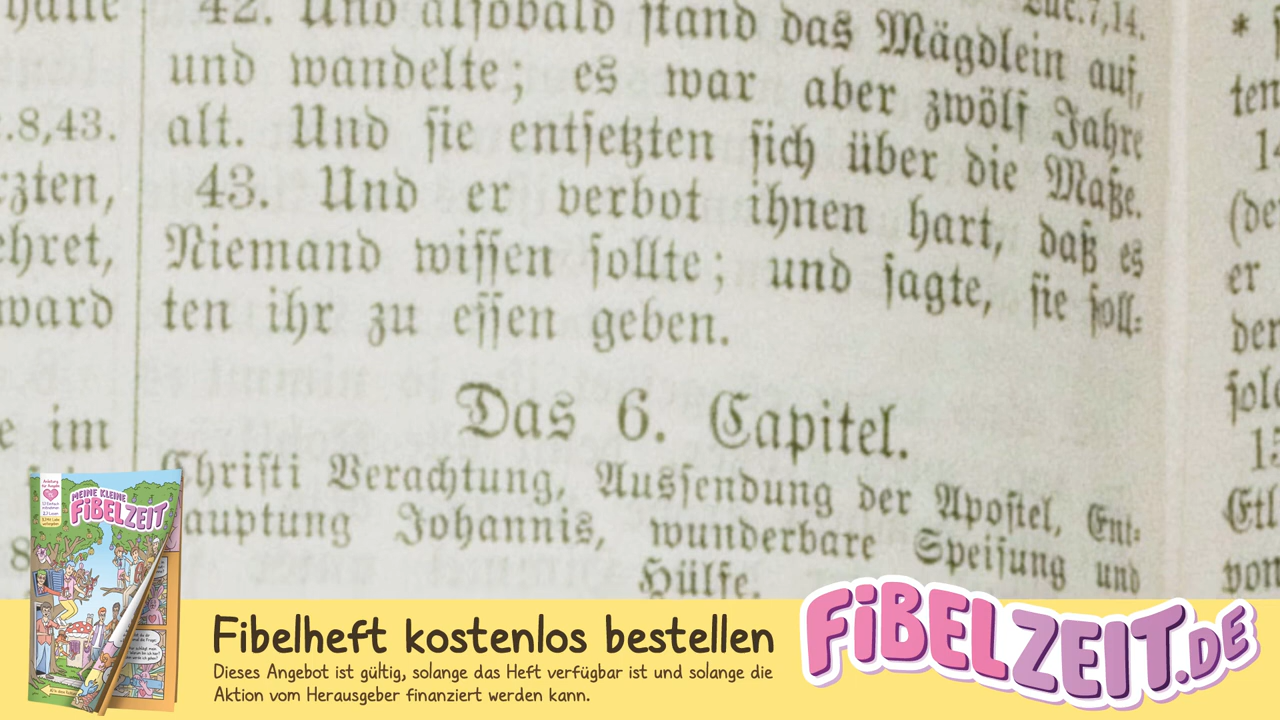 42. Und alſobald ſtand das Mägdlein auf,
und wandelte; es war aber zwölf Jahre
alt. Und ſie entſetzten ſich über die Maße.
43. Und er verbot ihnen hart, daß es
Niemand wiſſen ſollte; und ſagte, ſie ſoll-
ten ihr zu eſſen geben.
Das 6. Capitel.
Chriſti Verachtung, Ausſendung der Apoſtel, Ent-
hauptung Johannis, wunderbare Speiſung und
Hülfe.
Luc.7,14.
8,43.
ward
im
MEINE KLEINE
FiBELZEIT
Fibelheft kostenlos bestellen
Dieses Angebot ist gültig, solange das Heft verfügbar ist und solange die
Aktion vom Herausgeber finanziert werden kann.
FiBELZEIT.DE